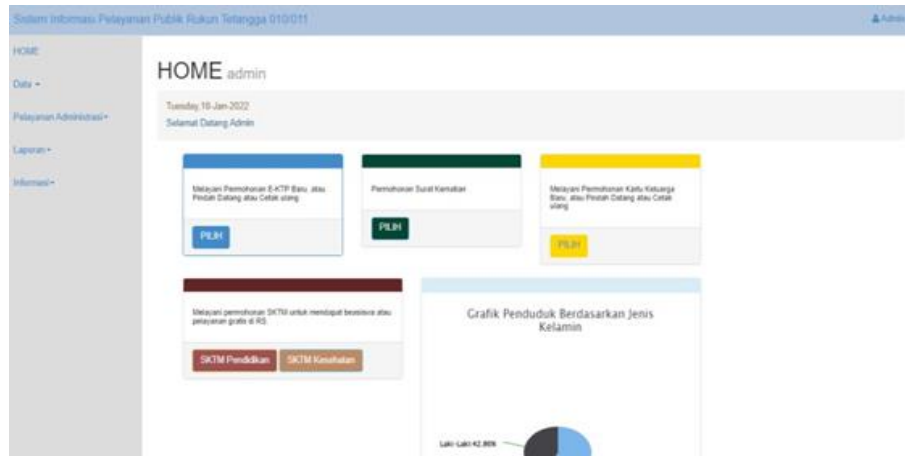 Sistem Informasi Pelayanan Publik Rukun Tetangga 010/011
Admin
HOME
Data
Pelayanan Administrasi
Laporan
Informasi
HOME admin
Tuesday, 18-Jan-2022
Selamat Datang Admin
Melayani Permohonan E-KTP Baru, atau
Pindah Datang atau Cetak ulang
PILIH
Permohonan Surat Kematian
PILIH
Melayani Permohonan Kartu Keluarga
Baru, atau Pindah Datang atau Cetak
ulang
PILIH
Melayani permohonan SKTM untuk mendapat beasiswa atau
pelayanan gratis di RS.
SKTM Pendidikan
SKTM Kesehatan
Grafik Penduduk Berdasarkan Jenis
Kelamin
Laki-Laki:42.86%